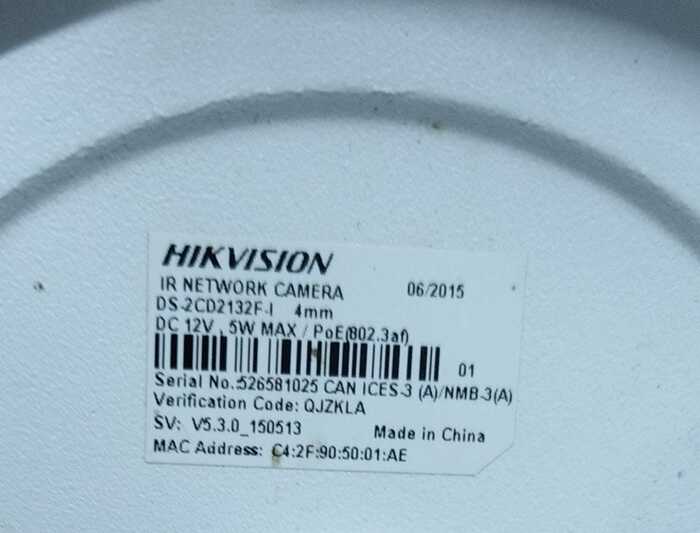 HIKVISION
IR NETWORK CAMERA 06/2015
DS-2CD2132F-I 4mm
DC 12V , 5W MAX / PoE(802.3af)
01
Serial No.:526581025 CAN ICES-3 (A)/NMB-3(A)
Verification Code: QJZKLA
SV: V5.3.0_150513 Made in China
MAC Address: C4:2F:90:50:01:AE